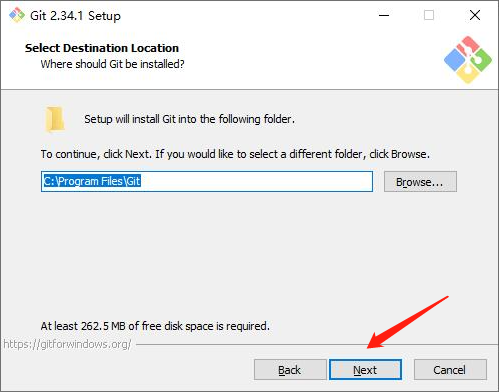 Git 2.34.1 Setup
Select Destination Location
Where should Git be installed?
Setup will install Git into the following folder.
To continue, click Next. If you would like to select a different folder, click Browse.
C:\Program Files\Git
Browse...
At least 262.5 MB of free disk space is required.
https://gitforwindows.org/
Back
Next
Cancel